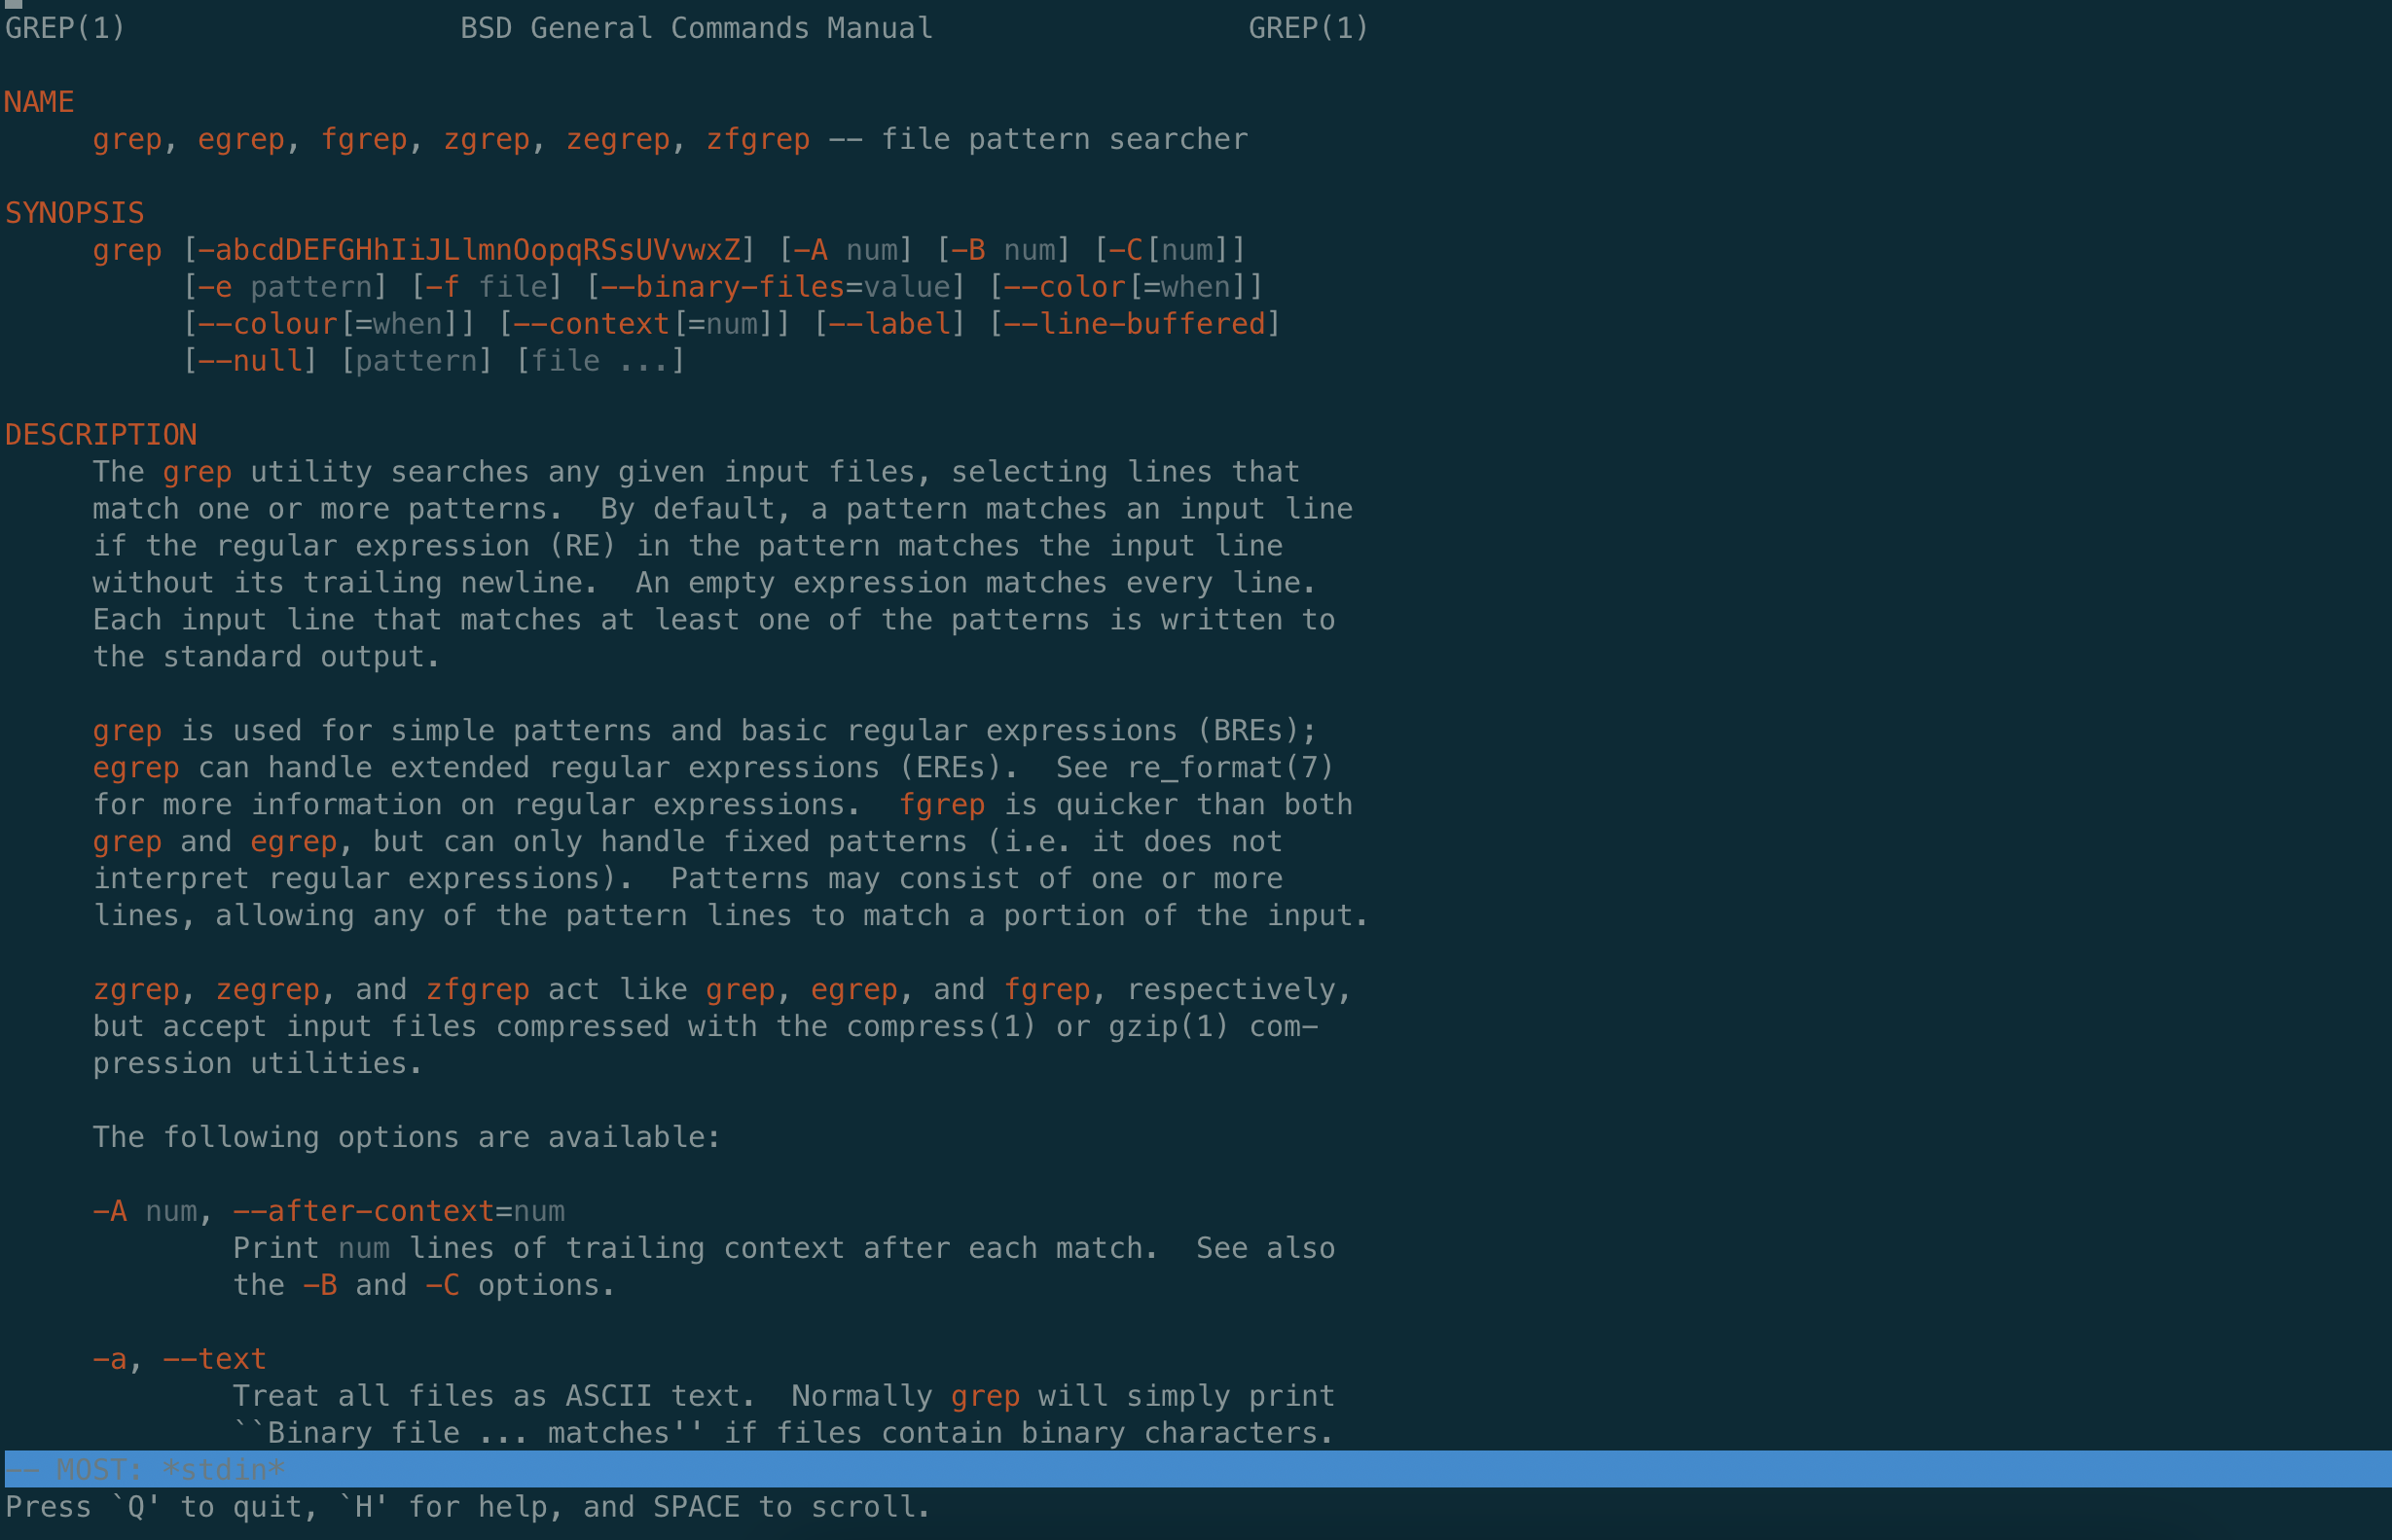 GREP(1)                   BSD General Commands Manual                  GREP(1)

NAME
     grep, egrep, fgrep, zgrep, zegrep, zfgrep -- file pattern searcher

SYNOPSIS
     grep [-abcdDEFGHhIiJLlmnOopqRSsUVvwxZ] [-A num] [-B num] [-C[num]]
          [-e pattern] [-f file] [--binary-files=value] [--color[=when]]
          [--colour[=when]] [--context[=num]] [--label] [--line-buffered]
          [--null] [pattern] [file ...]

DESCRIPTION
     The grep utility searches any given input files, selecting lines that
     match one or more patterns.  By default, a pattern matches an input line
     if the regular expression (RE) in the pattern matches the input line
     without its trailing newline.  An empty expression matches every line.
     Each input line that matches at least one of the patterns is written to
     the standard output.

     grep is used for simple patterns and basic regular expressions (BREs);
     egrep can handle extended regular expressions (EREs).  See re_format(7)
     for more information on regular expressions.  fgrep is quicker than both
     grep and egrep, but can only handle fixed patterns (i.e. it does not
     interpret regular expressions).  Patterns may consist of one or more
     lines, allowing any of the pattern lines to match a portion of the input.

     zgrep, zegrep, and zfgrep act like grep, egrep, and fgrep, respectively,
     but accept input files compressed with the compress(1) or gzip(1) com-
     pression utilities.

     The following options are available:

     -A num, --after-context=num
             Print num lines of trailing context after each match.  See also
             the -B and -C options.

     -a, --text
             Treat all files as ASCII text.  Normally grep will simply print
             ``Binary file ... matches'' if files contain binary characters.
-- MOST: *stdin*
Press `Q' to quit, `H' for help, and SPACE to scroll.